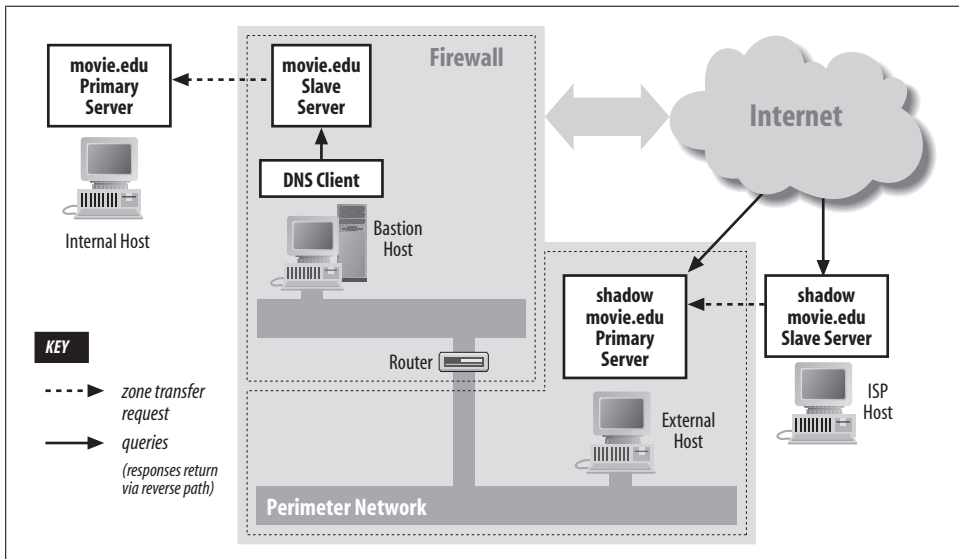 movie.edu
Primary
Server
Internal Host
movie.edu
Slave
Server
DNS Client
Bastion
Host
Firewall
Internet
Router
shadow
movie.edu
Primary
Server
External
Host
shadow
movie.edu
Slave Server
ISP
Host
KEY
zone transfer
request
queries
(responses return
via reverse path)
Perimeter Network